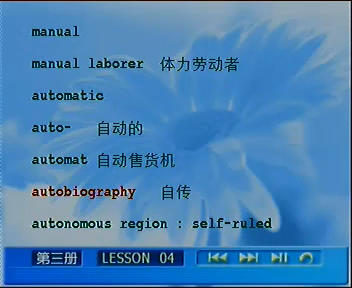 manual
manual laborer 体力劳动者
automatic
auto- 自动的
automat 自动售货机
autobiography 自传
autonomous region : self-ruled
第三册 LESSON 04